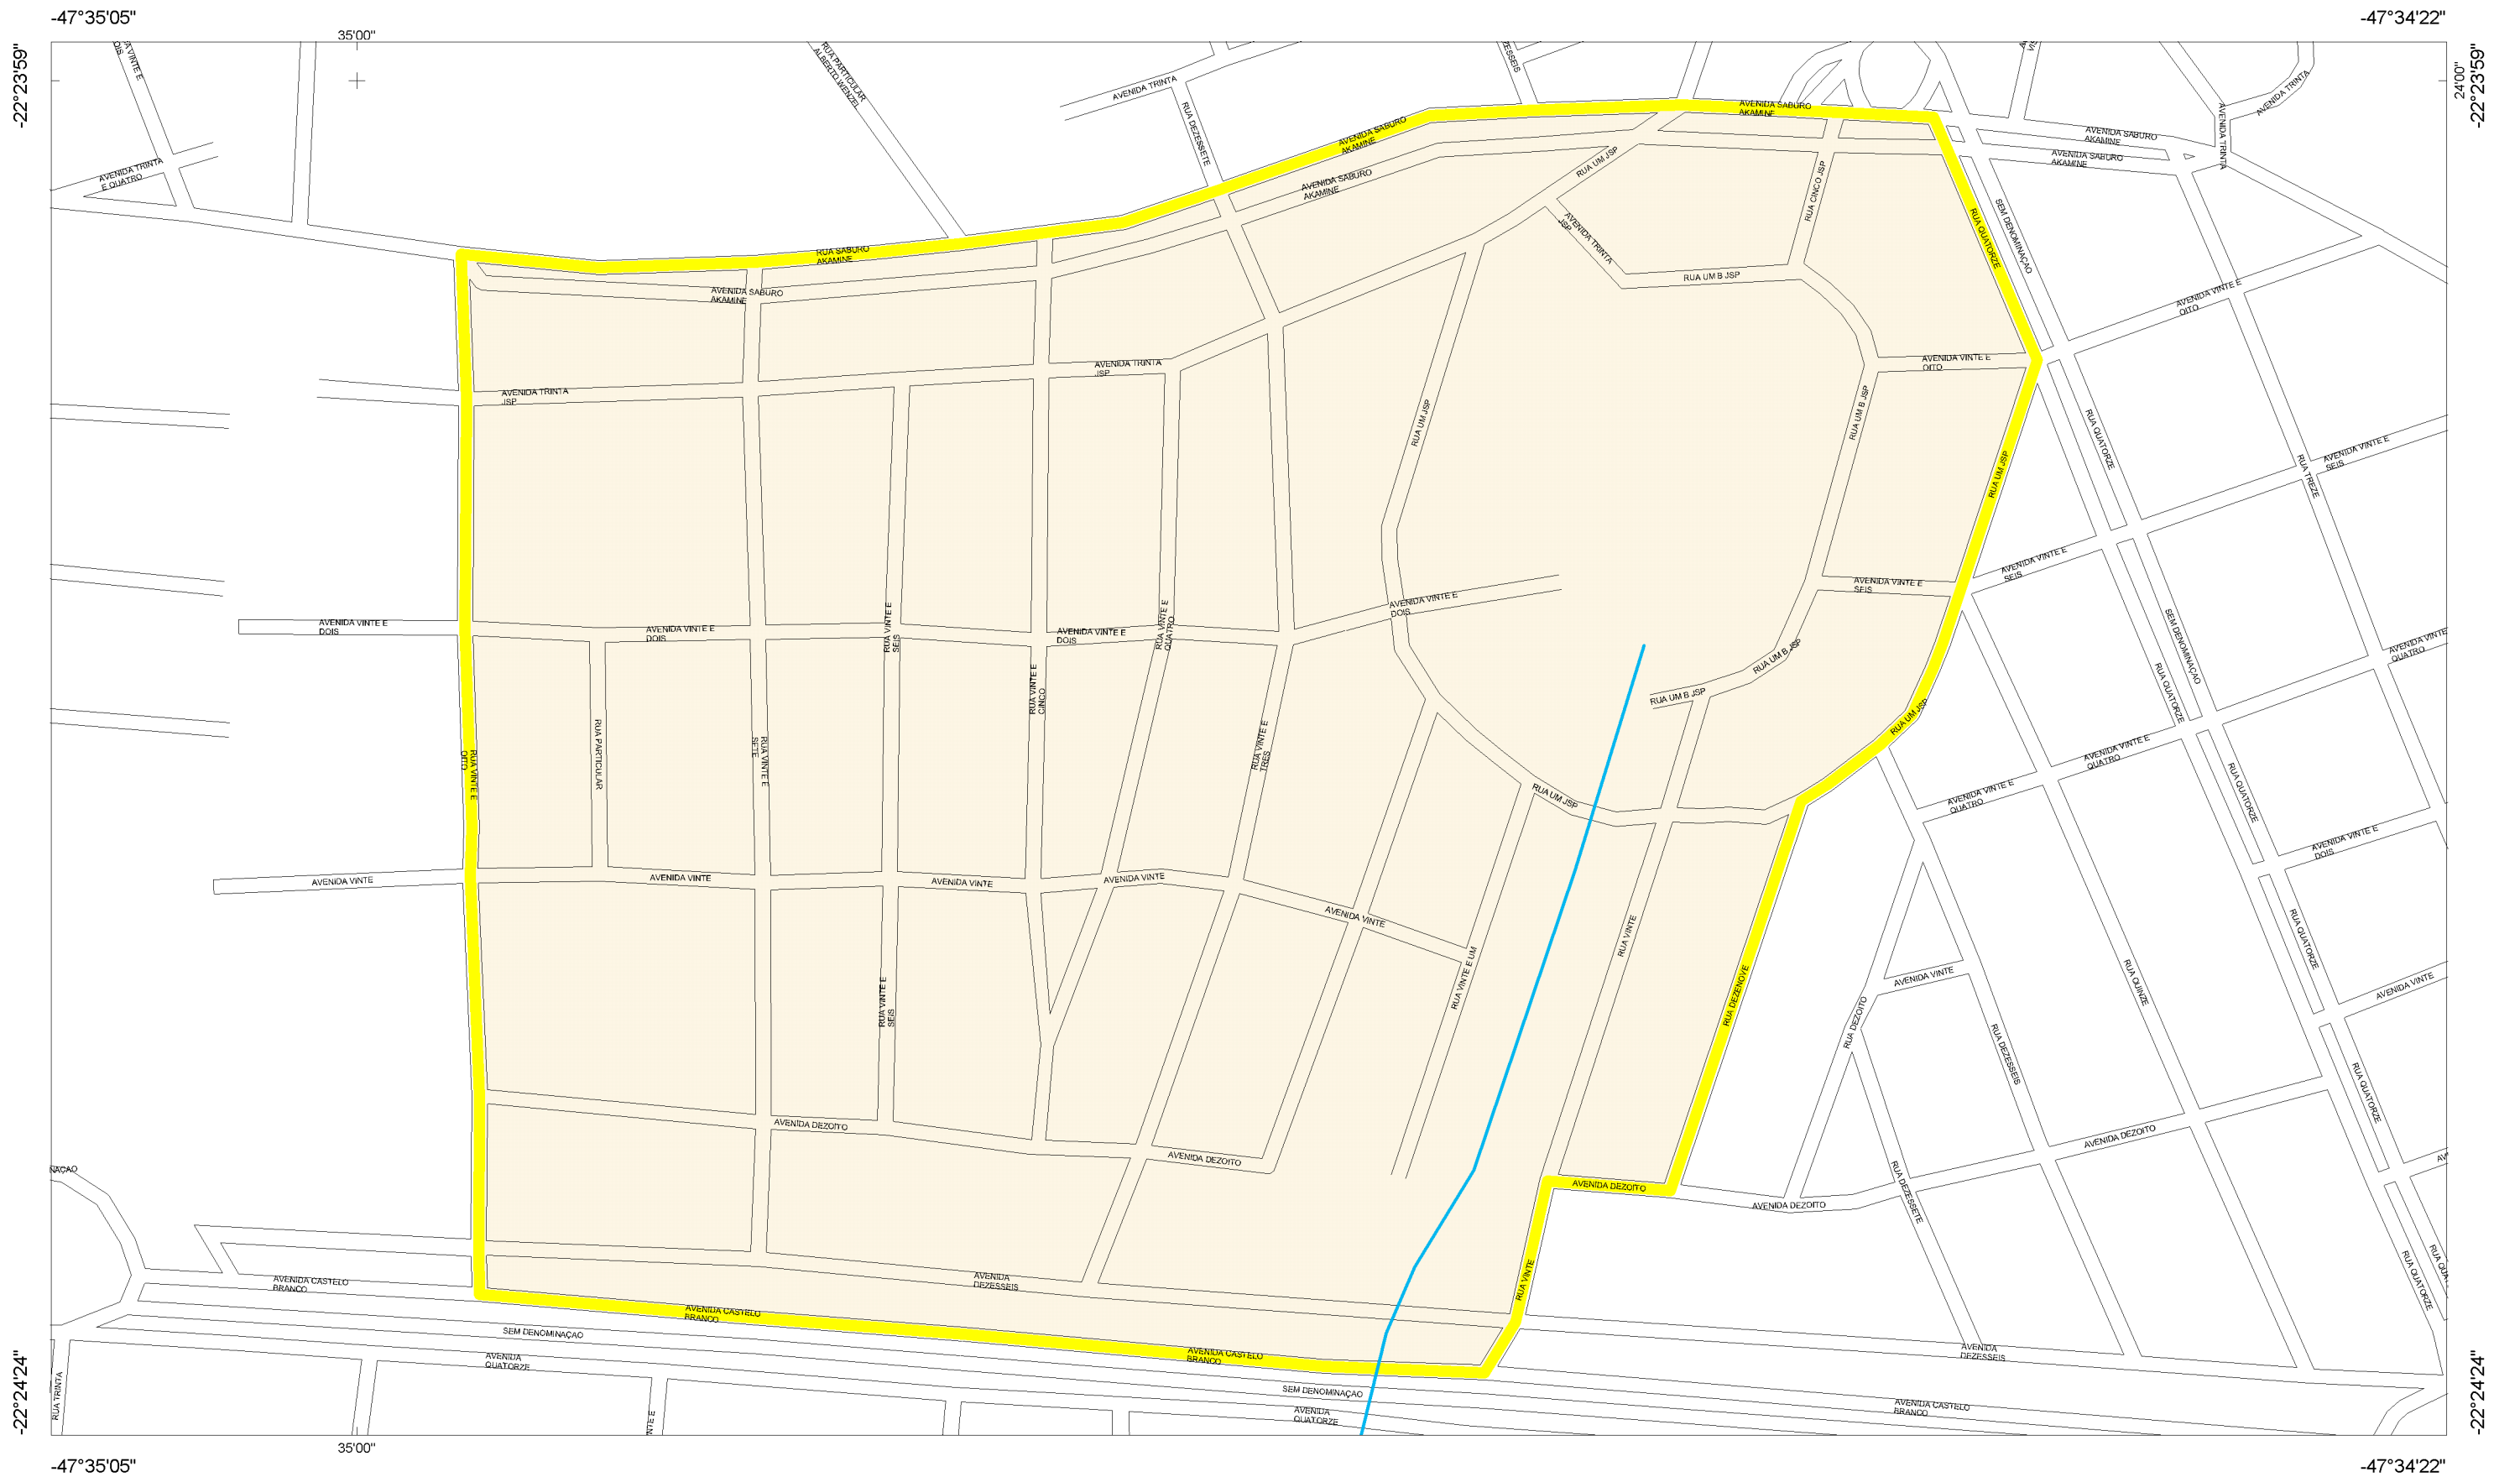 -47°35'05"
-47°34'22"
-22°23'59"
35'00"
24'00"
-22°23'59"
RUA PARTICULAR
ALBERTO WENZEL
AVENIDA TRINTA
AVENIDA TRINTA
RUA DEZESSETE
AVENIDA SABURO
AKAMINE
AVENIDA SABURO
AKAMINE
AVENIDA SABURO
AKAMINE
AVENIDA SABURO
AKAMINE
AVENIDA TRINTA
AVENIDA TRINTA
E QUATRO
AVENIDA SABURO
AKAMINE
RUA UM JSP
RUA CINCO JSP
AVENIDA TRINTA
JSP
RUA QUATORZE
SEM DENOMINAÇAO
RUA SABURO
AKAMINE
AVENIDA SABURO
AKAMINE
RUA UM B JSP
AVENIDA VINTE E
OITO
AVENIDA TRINTA
JSP
AVENIDA TRINTA
JSP
AVENIDA VINTE E
OITO
RUA UM JSP
RUA UM B JSP
RUA UM JSP
RUA QUATORZE
RUA TREZE
AVENIDA VINTE E
SEIS
AVENIDA VINTE E
SEIS
AVENIDA VINTE E
SEIS
AVENIDA VINTE E
DOIS
AVENIDA VINTE E
DOIS
RUA VINTE E
SEIS
AVENIDA VINTE E
DOIS
RUA VINTE E
QUATRO
AVENIDA VINTE E
DOIS
SEM DENOMINAÇAO
AVENIDA VINTE
QUATRO
RUA UM B JSP
RUA UM B JSP
RUA UM JSP
RUA QUATORZE
RUA VINTE E
OITO
RUA PARTICULAR
RUA VINTE E
SETE
RUA VINTE E
CINCO
RUA VINTE E
TRES
RUA UM JSP
AVENIDA VINTE E
QUATRO
AVENIDA VINTE E
QUATRO
RUA QUATORZE
AVENIDA VINTE E
DOIS
AVENIDA VINTE
AVENIDA VINTE
AVENIDA VINTE
AVENIDA VINTE
AVENIDA VINTE
RUA VINTE
RUA VINTE E UM
RUA VINTE E
SEIS
RUA DEZENOVE
AVENIDA VINTE
RUA DEZOITO
RUA DEZESSEIS
RUA QUINZE
RUA QUATORZE
AVENIDA VINTE
RUA QUATORZE
AVENIDA DEZOITO
AVENIDA DEZOITO
AVENIDA DEZOITO
AVENIDA DEZOITO
AVENIDA DEZOITO
RUA DEZESSETE
NAÇAO
AVENIDA CASTELO
BRANCO
AVENIDA
DEZESSEIS
RUA VINTE
RUA QUATORZE
AVENIDA CASTELO
BRANCO
SEM DENOMINAÇAO
AVENIDA
QUATORZE
AVENIDA CASTELO
BRANCO
AVENIDA
DEZESSEIS
SEM DENOMINAÇAO
AVENIDA
QUATORZE
AVENIDA CASTELO
BRANCO
RUA TRINTA
-22°24'24"
-22°24'24"
35'00"
-47°35'05"
-47°34'22"